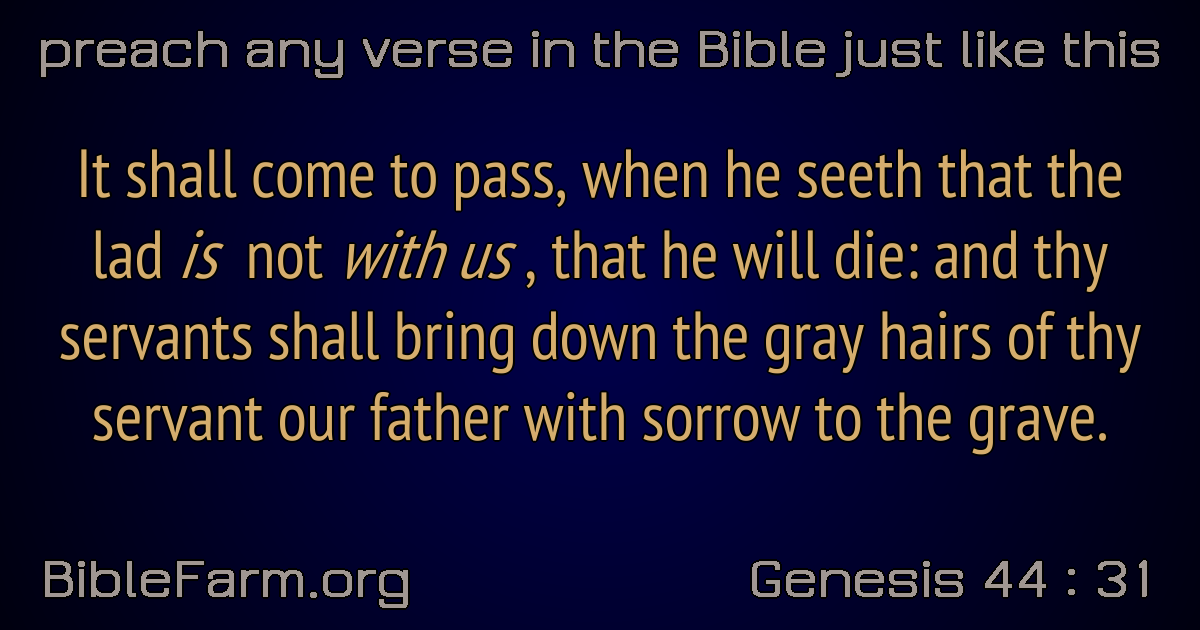 preach any verse in the Bible just like this
It shall come to pass, when he seeth that the
lad is not with us , that he will die: and thy
servants shall bring down the gray hairs of thy
servant our father with sorrow to the grave.
BibleFarm.org
Genesis 44 : 31